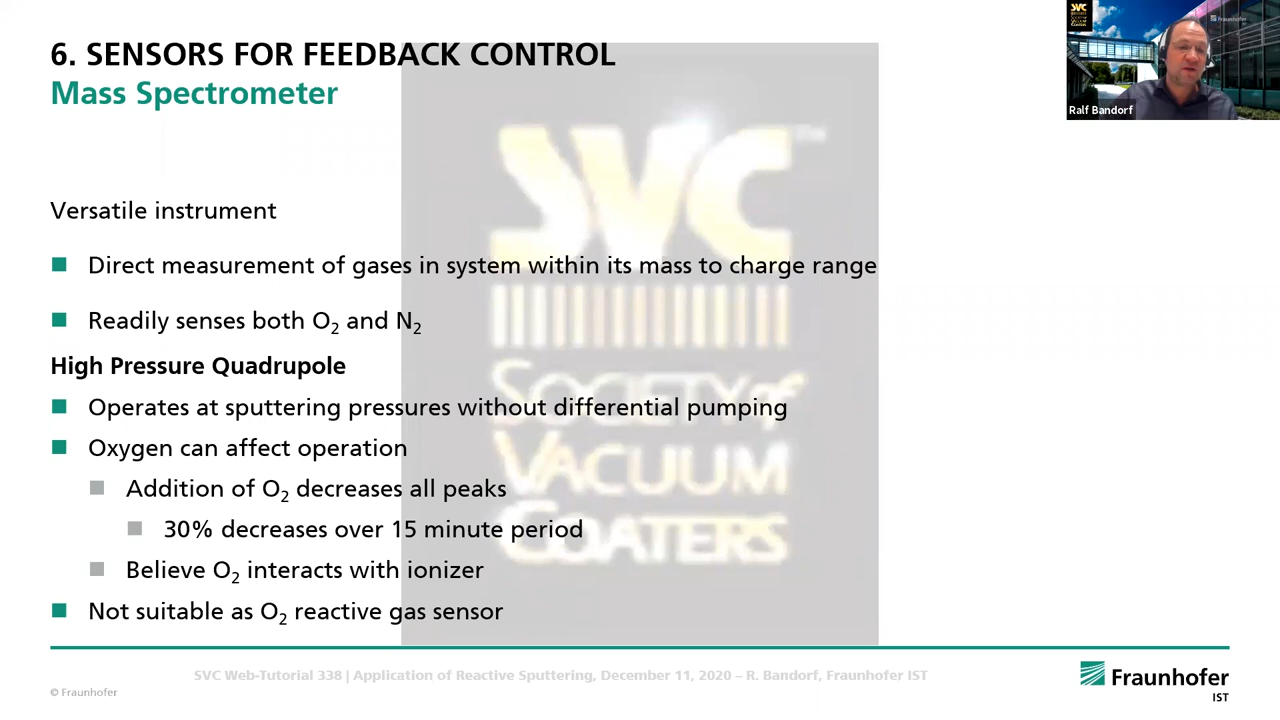 6. SENSORS FOR FEEDBACK CONTROL
Mass Spectrometer
Fraunhofer
Ralf Bandorf
Versatile instrument
Direct measurement of gases in system within its mass to charge range
Readily senses both O₂ and N₂
High Pressure Quadrupole
Operates at sputtering pressures without differential pumping
Oxygen can affect operation
Addition of O₂ decreases all peaks
30% decreases over 15 minute period
Believe O₂ interacts with ionizer
Not suitable as O₂ reactive gas sensor
SVC™
SOCIETY of
VACUUM
COATERS
SVC Web-Tutorial 338 | Application of Reactive Sputtering, December 11, 2020 – R. Bandorf, Fraunhofer IST
© Fraunhofer
Fraunhofer
IST